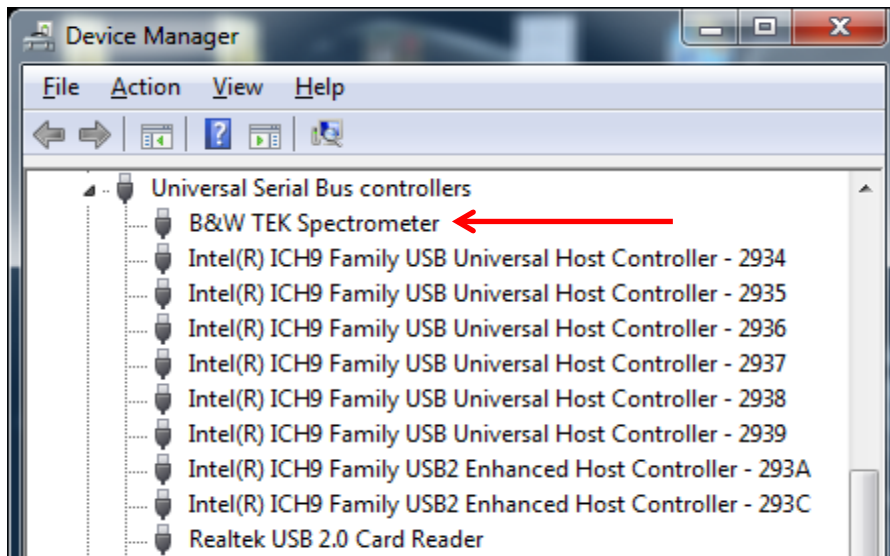 Device Manager
File Action View Help
Universal Serial Bus controllers
B&W TEK Spectrometer
Intel(R) ICH9 Family USB Universal Host Controller - 2934
Intel(R) ICH9 Family USB Universal Host Controller - 2935
Intel(R) ICH9 Family USB Universal Host Controller - 2936
Intel(R) ICH9 Family USB Universal Host Controller - 2937
Intel(R) ICH9 Family USB Universal Host Controller - 2938
Intel(R) ICH9 Family USB Universal Host Controller - 2939
Intel(R) ICH9 Family USB2 Enhanced Host Controller - 293A
Intel(R) ICH9 Family USB2 Enhanced Host Controller - 293C
Realtek USB 2.0 Card Reader